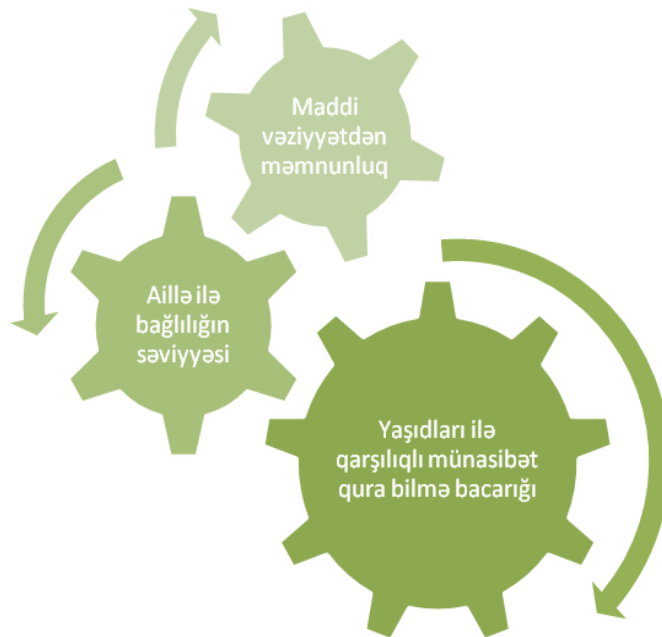 Maddi
vəziyyətdən
məmnunluq
Aillə ilə
bağlılığın
səviyyəsi
Yaşıdları ilə
qarşılıqlı münasibət
qura bilmə bacarığı